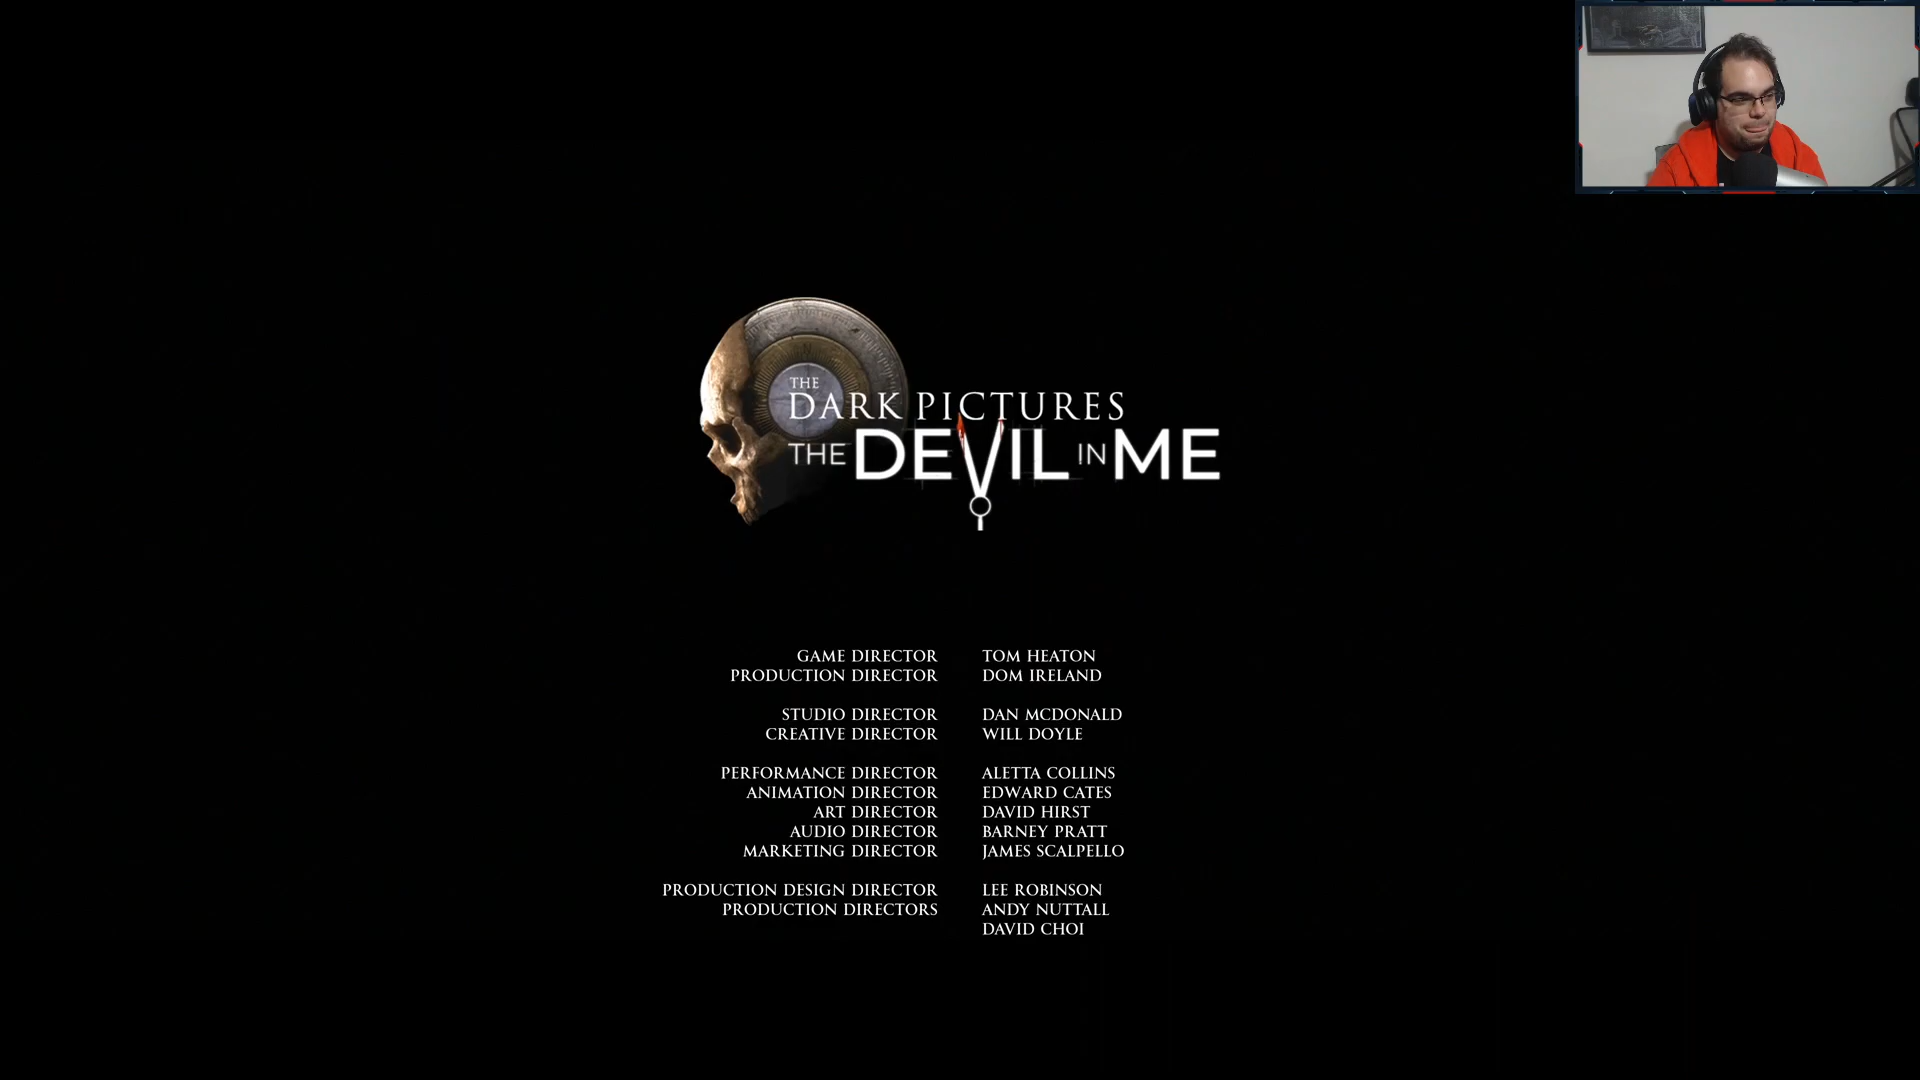 THE
DARK PICTURES
THE DEVIL IN ME
GAME DIRECTOR TOM HEATON
PRODUCTION DIRECTOR DOM IRELAND
STUDIO DIRECTOR DAN MCDONALD
CREATIVE DIRECTOR WILL DOYLE
PERFORMANCE DIRECTOR ALETTA COLLINS
ANIMATION DIRECTOR EDWARD CATES
ART DIRECTOR DAVID HIRST
AUDIO DIRECTOR BARNEY PRATT
MARKETING DIRECTOR JAMES SCALPELLO
PRODUCTION DESIGN DIRECTOR LEE ROBINSON
PRODUCTION DIRECTORS ANDY NUTTALL
DAVID CHOI